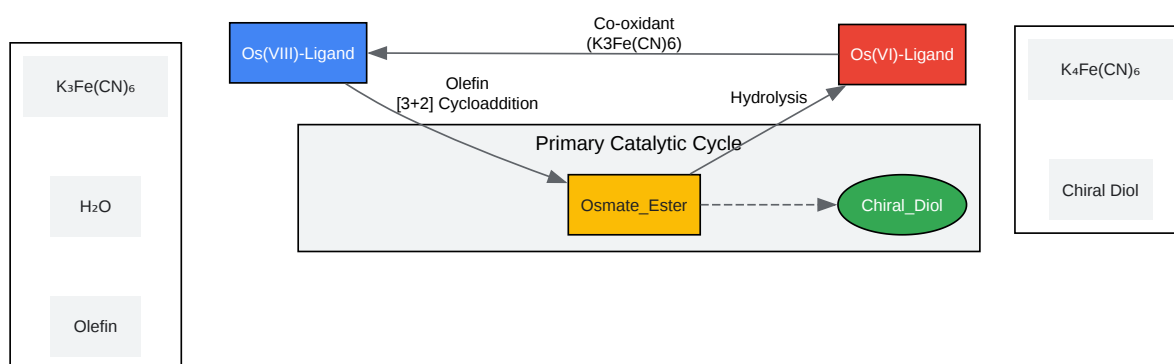 K₃Fe(CN)₆
H₂O
Olefin
Os(VIII)-Ligand
Co-oxidant
(K3Fe(CN)6)
Os(VI)-Ligand
Olefin
[3+2] Cycloaddition
Hydrolysis
Primary Catalytic Cycle
Osmate_Ester
Chiral_Diol
K₄Fe(CN)₆
Chiral Diol